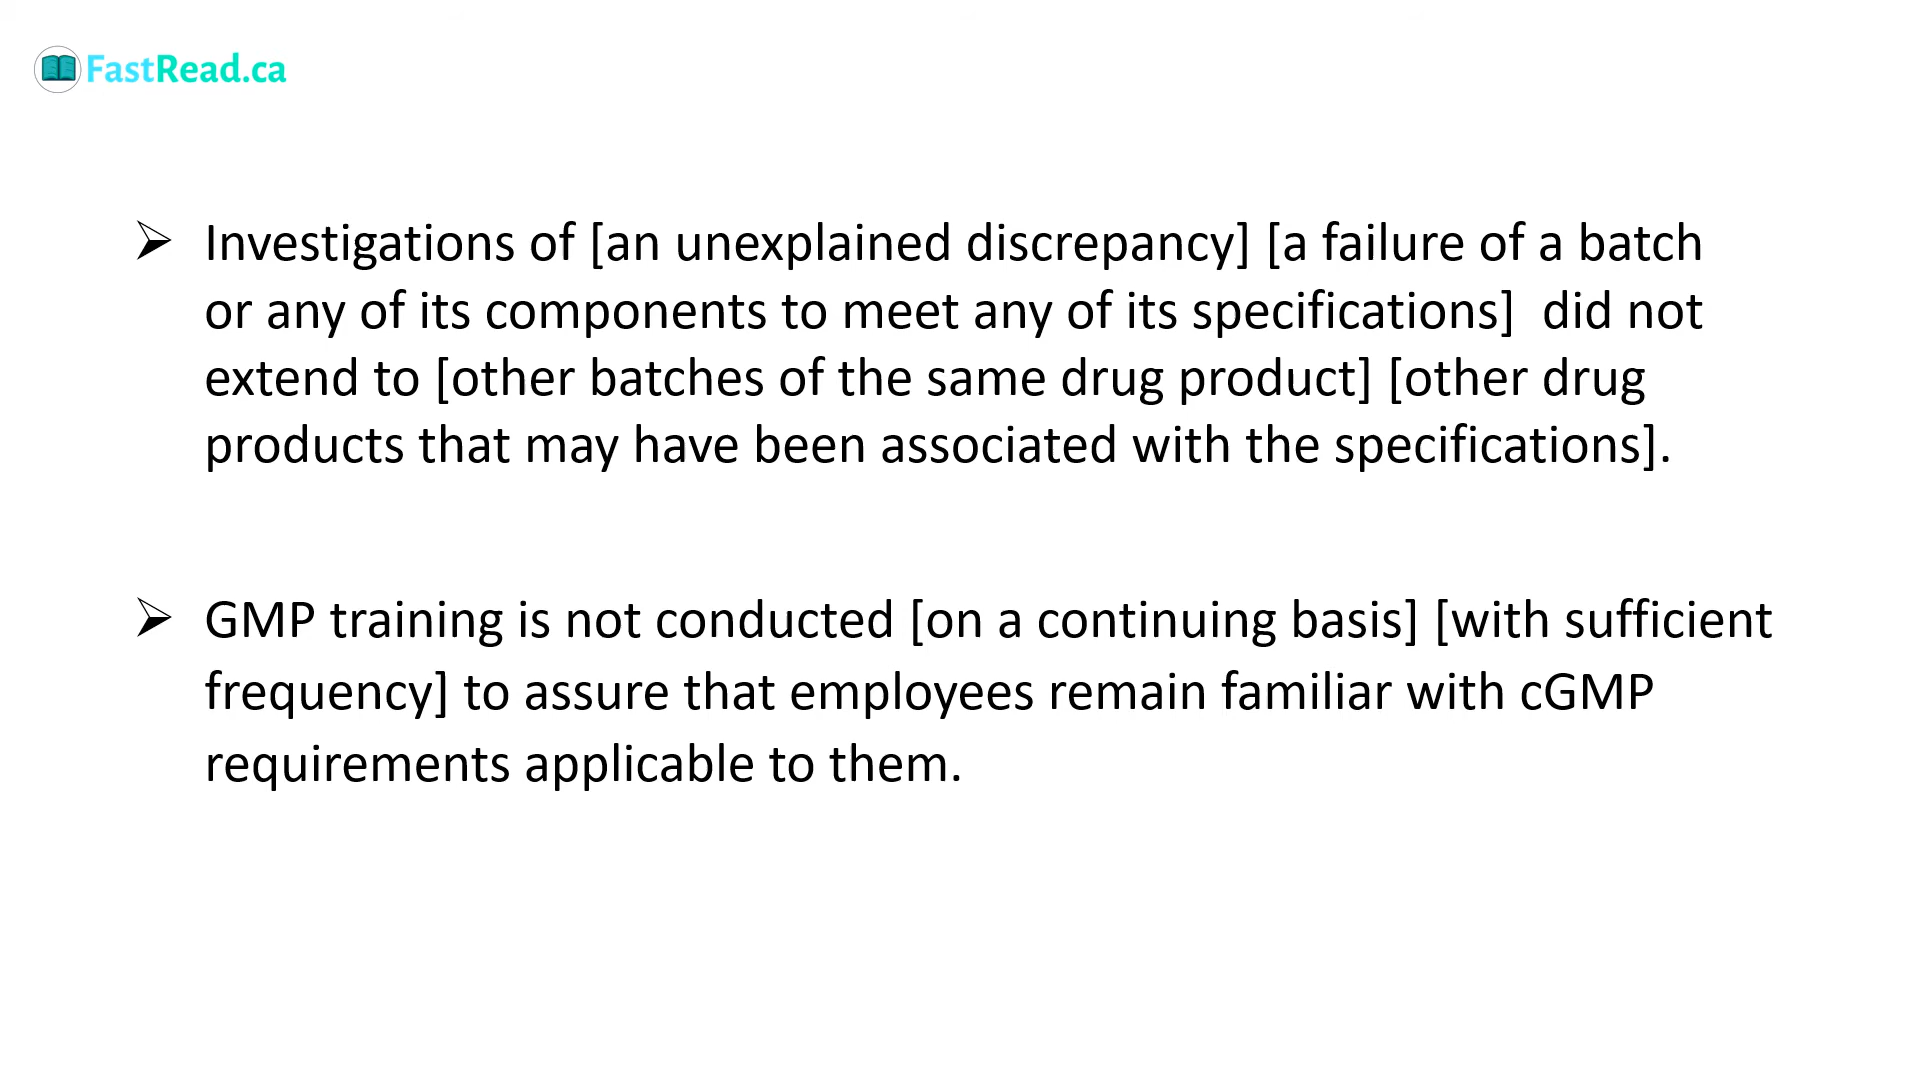 FastRead.ca
➢ Investigations of [an unexplained discrepancy] [a failure of a batch
or any of its components to meet any of its specifications]  did not
extend to [other batches of the same drug product] [other drug
products that may have been associated with the specifications].
➢ GMP training is not conducted [on a continuing basis] [with sufficient
frequency] to assure that employees remain familiar with cGMP
requirements applicable to them.